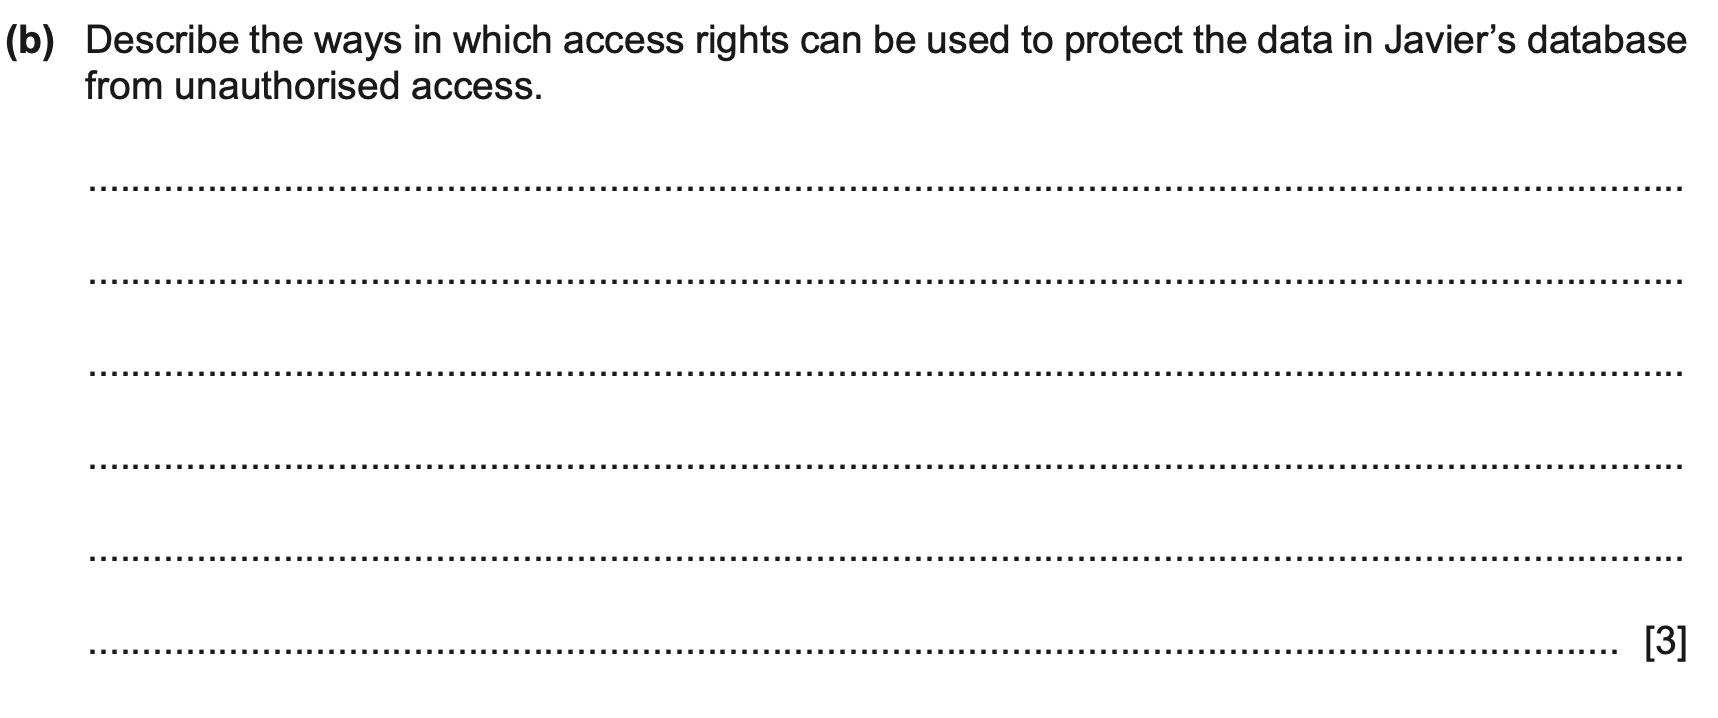 (b) Describe the ways in which access rights can be used to protect the data in Javier’s database
from unauthorised access.
[3]